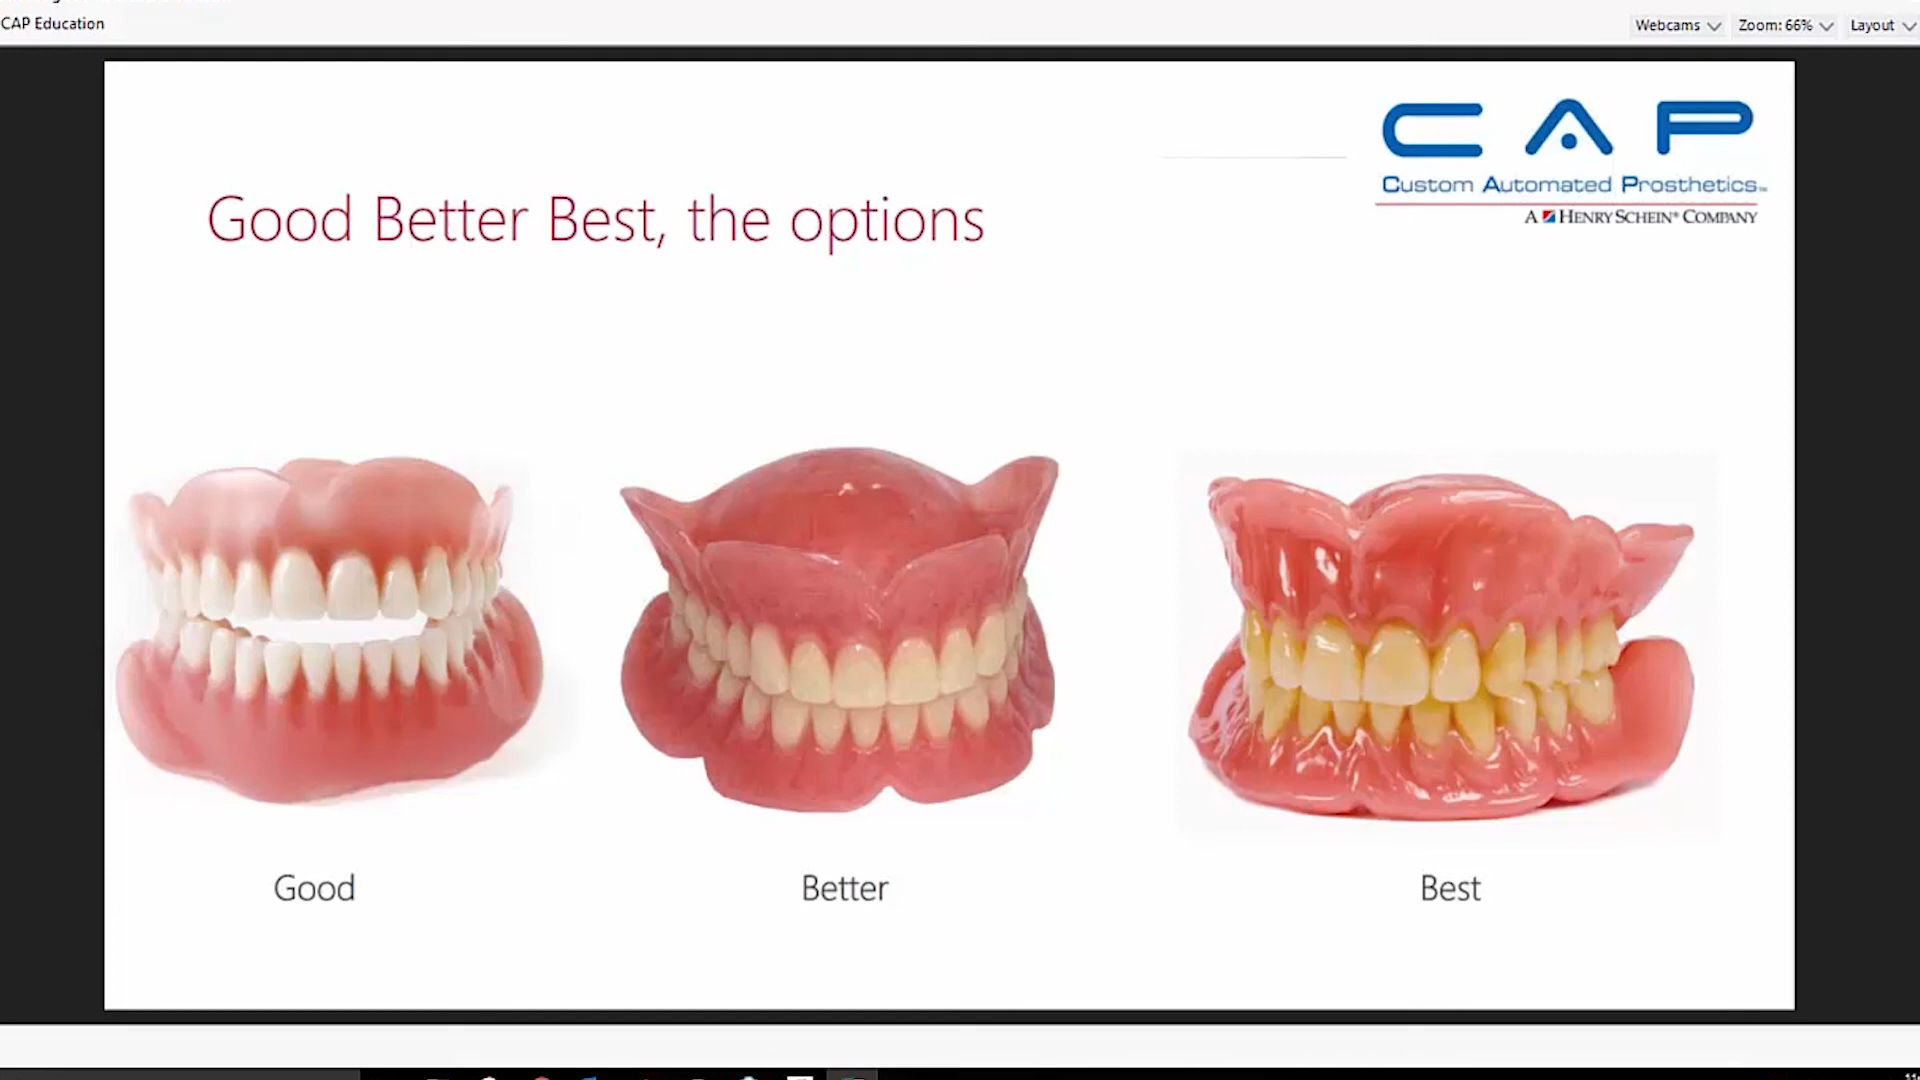 CAP Education
Webcams Zoom: 66% Layout
CAP
Custom Automated Prosthetics
A HENRY SCHEIN® COMPANY
Good Better Best, the options
Good Better Best